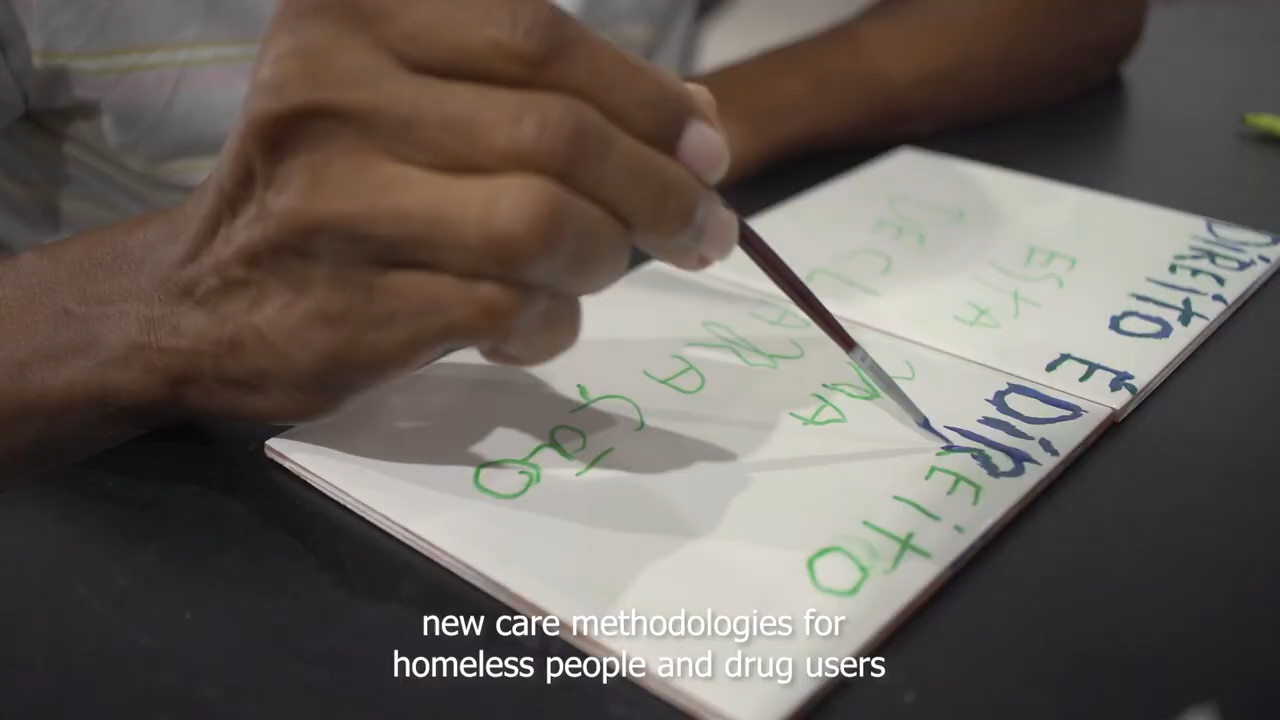 DIREITO É DIREITO
ESTA
DECLARAÇÃO
new care methodologies for
homeless people and drug users